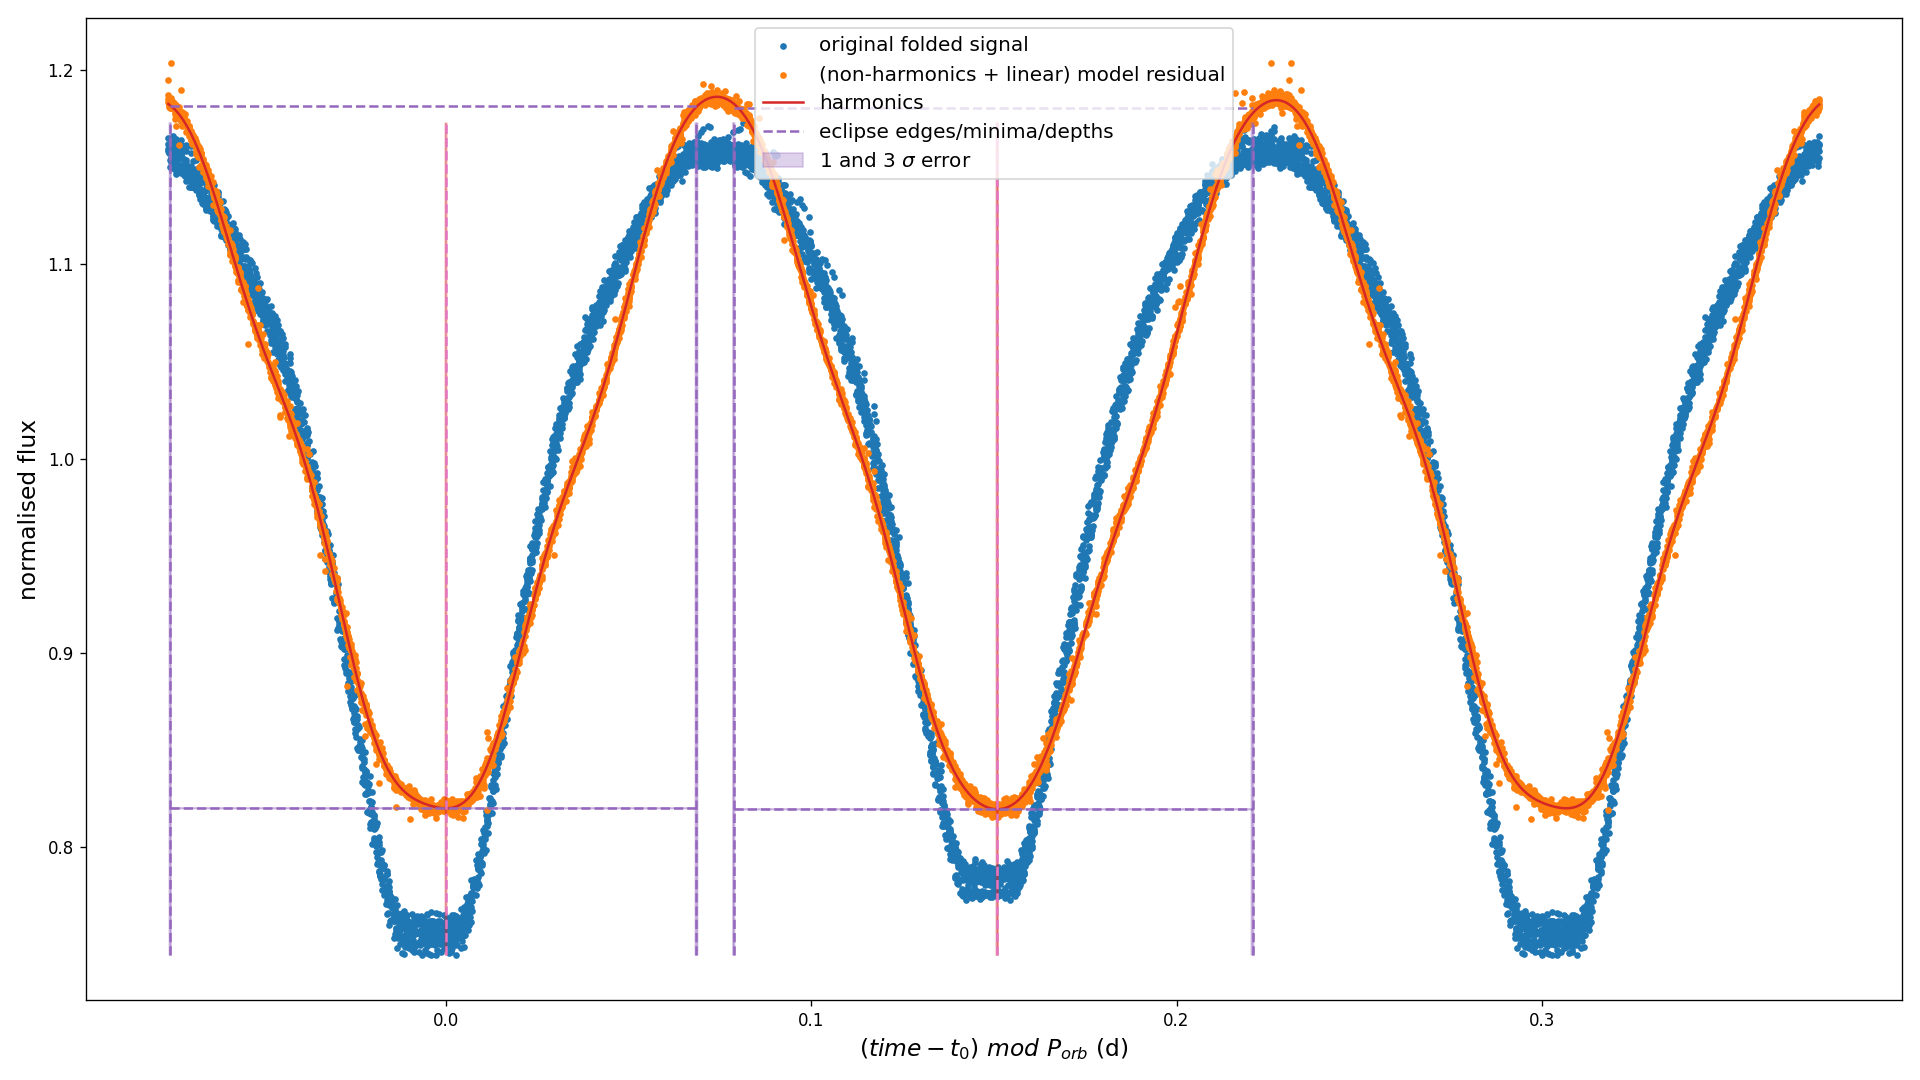 original folded signal
(non-harmonics + linear) model residual
harmonics
eclipse edges/minima/depths
1 and 3 σ error
normalised flux
1.2
1.1
1.0
0.9
0.8
0.0
0.1
0.2
0.3
(time − t₀) mod Pₒᵣb (d)